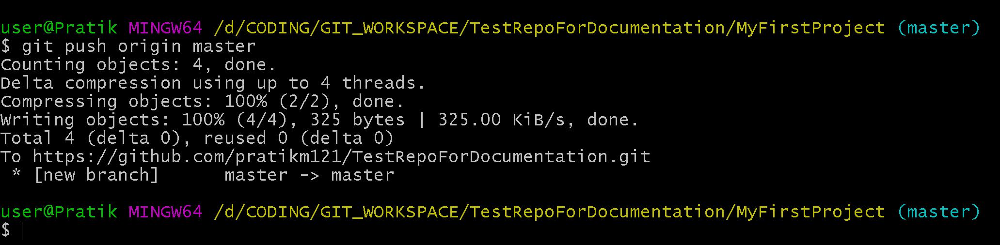 user@Pratik MINGW64 /d/CODING/GIT_WORKSPACE/TestRepoForDocumentation/MyFirstProject (master)
$ git push origin master
Counting objects: 4, done.
Delta compression using up to 4 threads.
Compressing objects: 100% (2/2), done.
Writing objects: 100% (4/4), 325 bytes | 325.00 KiB/s, done.
Total 4 (delta 0), reused 0 (delta 0)
To https://github.com/pratikm121/TestRepoForDocumentation.git
 * [new branch]      master -> master
user@Pratik MINGW64 /d/CODING/GIT_WORKSPACE/TestRepoForDocumentation/MyFirstProject (master)
$